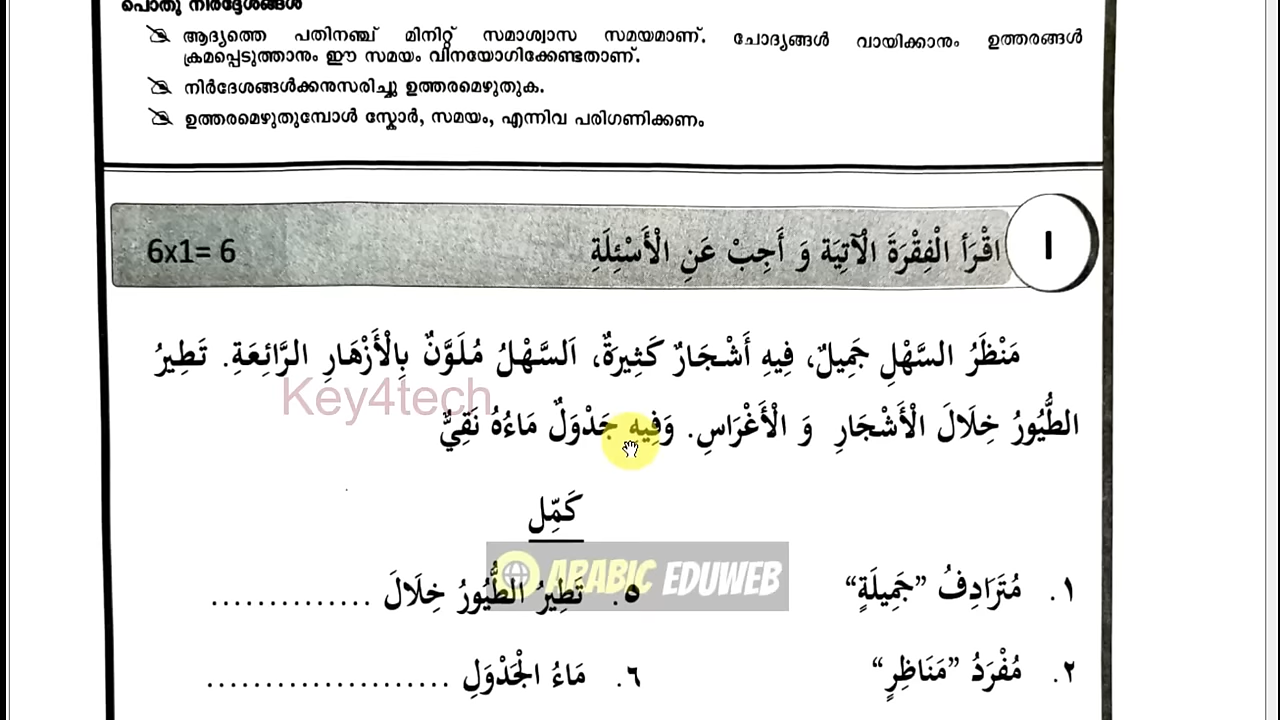 പൊതു നിർദ്ദേശങ്ങൾ
ആദ്യത്തെ പതിനഞ്ച് മിനിറ്റ് സമാശ്വാസ സമയമാണ്. ചോദ്യങ്ങൾ വായിക്കാനും ഉത്തരങ്ങൾ
ക്രമപ്പെടുത്താനും ഈ സമയം വിനയോഗിക്കേണ്ടതാണ്.
നിർദേശങ്ങൾക്കനുസരിച്ചു ഉത്തരമെഴുതുക.
ഉത്തരമെഴുതുമ്പോൾ സ്കോർ, സമയം, എന്നിവ പരിഗണിക്കണം
I اقْرَأ الْفِقْرَةَ الْآتِيَة وَ أَجِبْ عَنِ الْأَسْئِلَةِ 6x1= 6
مَنْظَرُ السَّهْلِ جَمِيلٌ، فِيهِ أَشْجَارٌ كَثِيرَةٌ، اَلسَّهْلُ مُلَوَّنٌ بِالْأَزْهَارِ الرَّائِعَةِ. تَطِيرُ
Key4tech
الطُّيُورُ خِلَالَ الْأَشْجَارِ وَ الْأَغْرَاسِ. وَفِيهِ جَدْوَلٌ مَاءُهُ نَقِيٌّ
كَمِّل
ARABIC EDUWEB
١. مُتَرَادِفُ ”جَمِيلَةٍ“ ٥. تَطِيرُ الطُّيُورُ خِلَالَ ..............
٢. مُفْرَدُ ”مَنَاظِرٍ“ ٦. مَاءُ الْجَدْوَلِ .....................